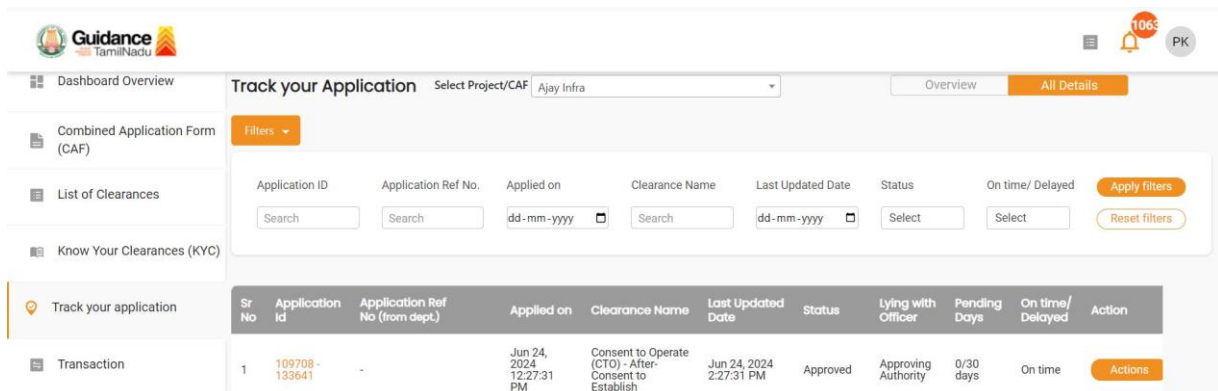 Guidance
TamilNadu
1063
PK
Dashboard Overview
Track your Application
Select Project/CAF
Ajay Infra
Overview
All Details
Combined Application Form
(CAF)
Filters
List of Clearances
Application ID
Application Ref No.
Applied on
Clearance Name
Last Updated Date
Status
On time/ Delayed
Apply filters
Search
Search
dd-mm-yyyy
Search
dd-mm-yyyy
Select
Select
Reset filters
Know Your Clearances (KYC)
Track your application
Sr
No
Application
Id
Application Ref
No (from dept.)
Applied on
Clearance Name
Last Updated
Date
Status
Lying with
Officer
Pending
Days
On time/
Delayed
Action
Transaction
1
109708 -
133641
-
Jun 24,
2024
12:27:31
PM
Consent to Operate
(CTO) - After-
Consent to
Establish
Jun 24, 2024
2:27:31 PM
Approved
Approving
Authority
0/30
days
On time
Actions